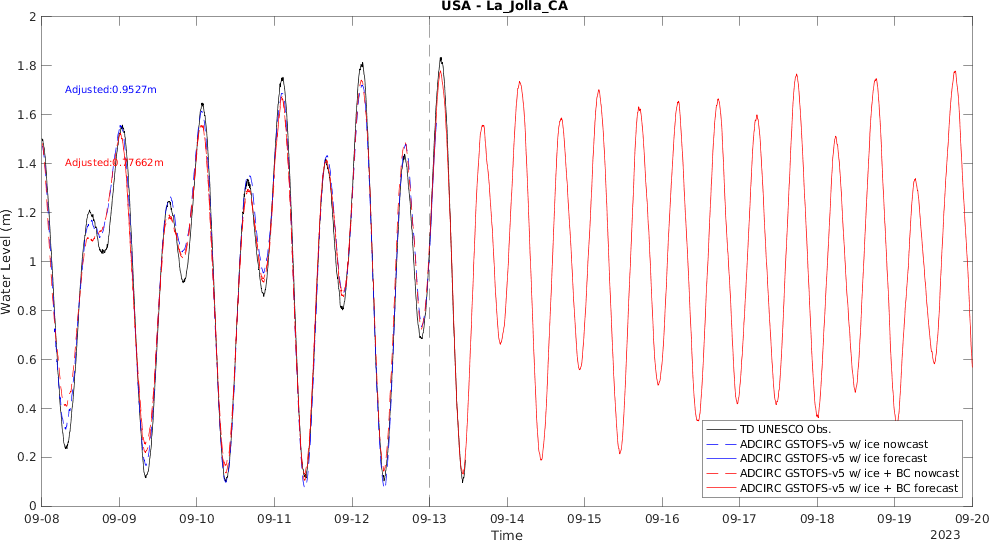 USA - La_Jolla_CA
2
1.8
1.6
1.4
1.2
1
0.8
0.6
0.4
0.2
0
Water Level (m)
Adjusted:0.9527m
Adjusted:0.17662m
TD UNESCO Obs.
ADCIRC GSTOFS-v5 w/ ice nowcast
ADCIRC GSTOFS-v5 w/ ice forecast
ADCIRC GSTOFS-v5 w/ ice + BC nowcast
ADCIRC GSTOFS-v5 w/ ice + BC forecast
09-08 09-09 09-10 09-11 09-12 09-13 09-14 09-15 09-16 09-17 09-18 09-19 09-20
Time
2023